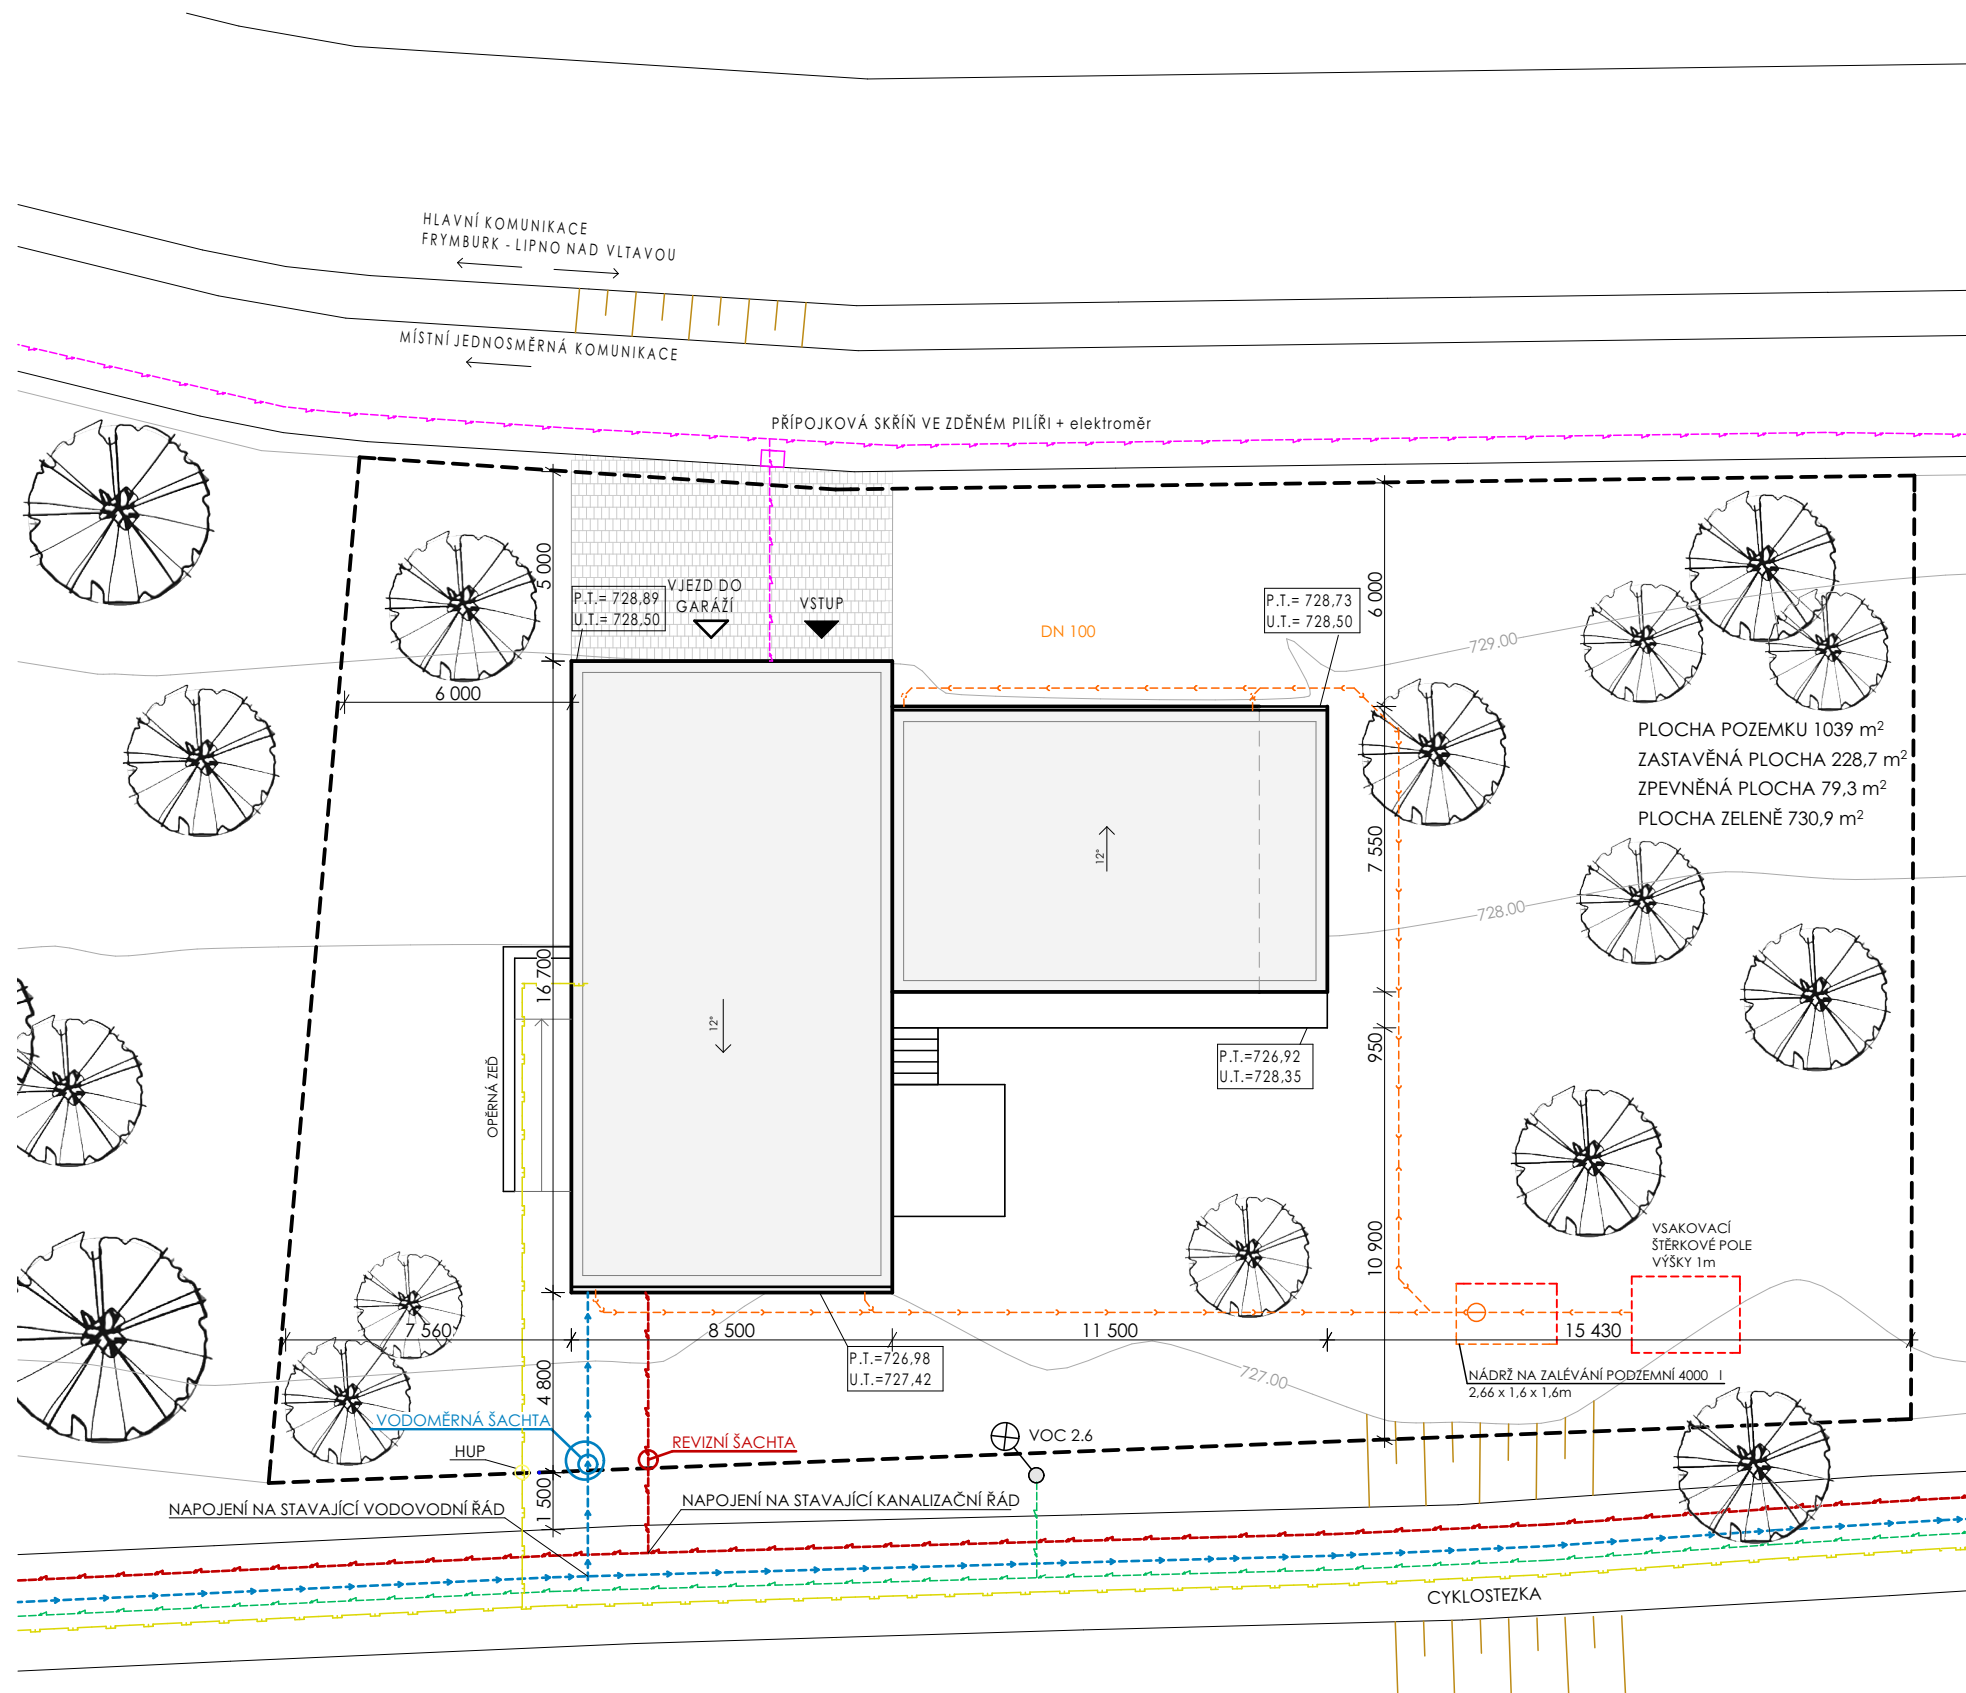 HLAVNÍ KOMUNIKACE
FRYMBURK - LIPNO NAD VLTAVOU
MÍSTNÍ JEDNOSMĚRNÁ KOMUNIKACE
PŘÍPOJKOVÁ SKŘÍŇ VE ZDĚNÉM PILÍŘI + elektroměr
5 000
P.T.= 728,89
U.T.= 728,50
VJEZD DO
GARÁŽÍ
VSTUP
DN 100
P.T.= 728,73
U.T.= 728,50
6 000
729.00
6 000
PLOCHA POZEMKU 1039 m²
ZASTAVĚNÁ PLOCHA 228,7 m²
ZPEVNĚNÁ PLOCHA 79,3 m²
PLOCHA ZELENĚ 730,9 m²
7 550
12°
728.00
16 700
12°
950
P.T.=726,92
U.T.=728,35
OPĚRNÁ ZEĎ
10 900
VSAKOVACÍ
ŠTĚRKOVÉ POLE
VÝŠKY 1m
7 560
8 500
11 500
15 430
P.T.=726,98
U.T.=727,42
727.00
NÁDRŽ NA ZALÉVÁNÍ PODZEMNÍ 4000 l
2,66 x 1,6 x 1,6m
4 800
VODOMĚRNÁ ŠACHTA
HUP
REVIZNÍ ŠACHTA
VOC 2.6
1 500
NAPOJENÍ NA STAVAJÍCÍ VODOVODNÍ ŘÁD
NAPOJENÍ NA STAVAJÍCÍ KANALIZAČNÍ ŘÁD
CYKLOSTEZKA